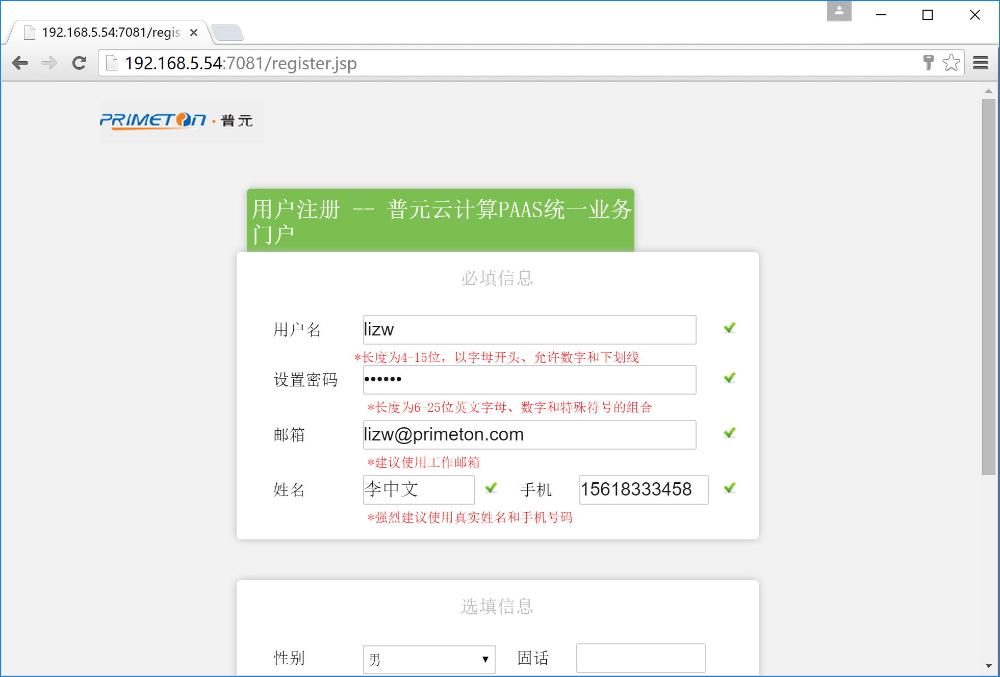 192.168.5.54:7081/regis
192.168.5.54:7081/register.jsp
PRIMETON·普元
用户注册 -- 普元云计算PAAS统一业务
门户
必填信息
用户名 lizw
*长度为4-15位，以字母开头、允许数字和下划线
设置密码 ••••••
*长度为6-25位英文字母、数字和特殊符号的组合
邮箱 lizw@primeton.com
*建议使用工作邮箱
姓名 李中文 手机 15618333458
*强烈建议使用真实姓名和手机号码
选填信息
性别 男 固话